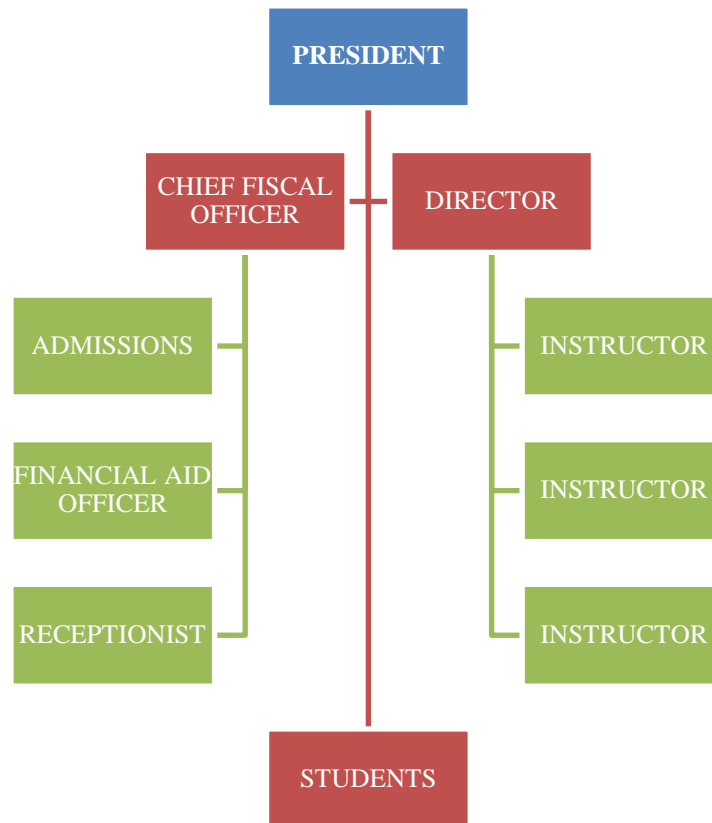 PRESIDENT
CHIEF FISCAL
OFFICER
DIRECTOR
ADMISSIONS
INSTRUCTOR
FINANCIAL AID
OFFICER
INSTRUCTOR
RECEPTIONIST
INSTRUCTOR
STUDENTS